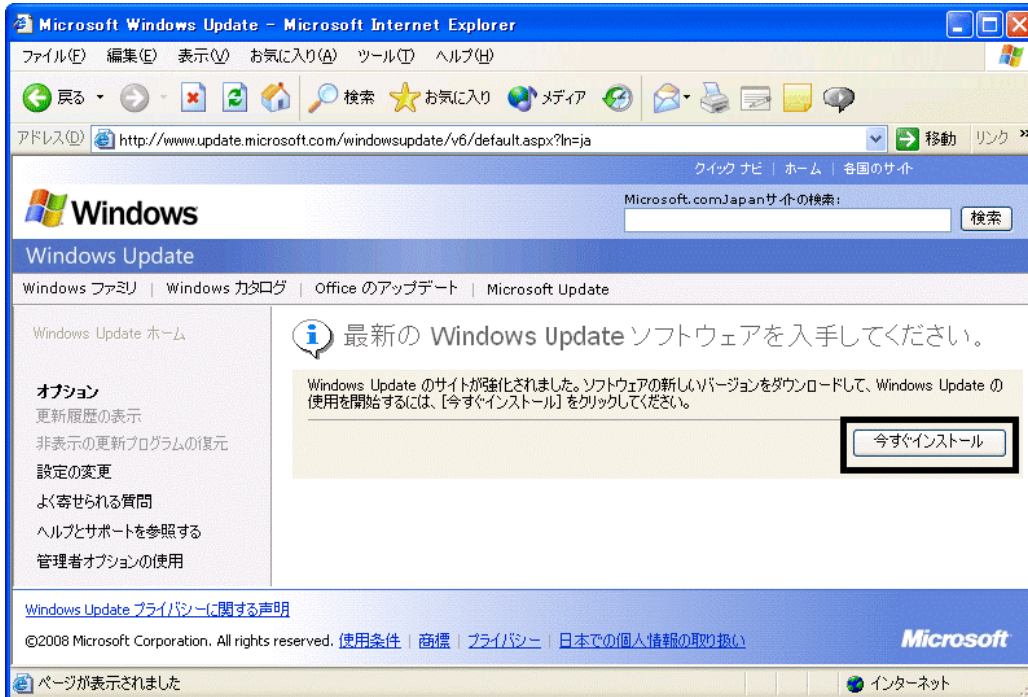 Microsoft Windows Update - Microsoft Internet Explorer
ファイル(F) 編集(E) 表示(V) お気に入り(A) ツール(T) ヘルプ(H)
戻る 検索 お気に入り メディア
アドレス(D) http://www.update.microsoft.com/windowsupdate/v6/default.aspx?ln=ja 移動 リンク »
クイック ナビ | ホーム | 各国のサイト
Windows
Microsoft.comJapanサイトの検索:
検索
Windows Update
Windows ファミリ | Windows カタログ | Office のアップデート | Microsoft Update
Windows Update ホーム
オプション
更新履歴の表示
非表示の更新プログラムの復元
設定の変更
よく寄せられる質問
ヘルプとサポートを参照する
管理者オプションの使用
最新の Windows Update ソフトウェアを入手してください。
Windows Update のサイトが強化されました。ソフトウェアの新しいバージョンをダウンロードして、Windows Update の
使用を開始するには、[今すぐインストール] をクリックしてください。
今すぐインストール
Windows Update プライバシーに関する声明
©2008 Microsoft Corporation. All rights reserved. 使用条件 | 商標 | プライバシー | 日本での個人情報の取り扱い
Microsoft
ページが表示されました
インターネット